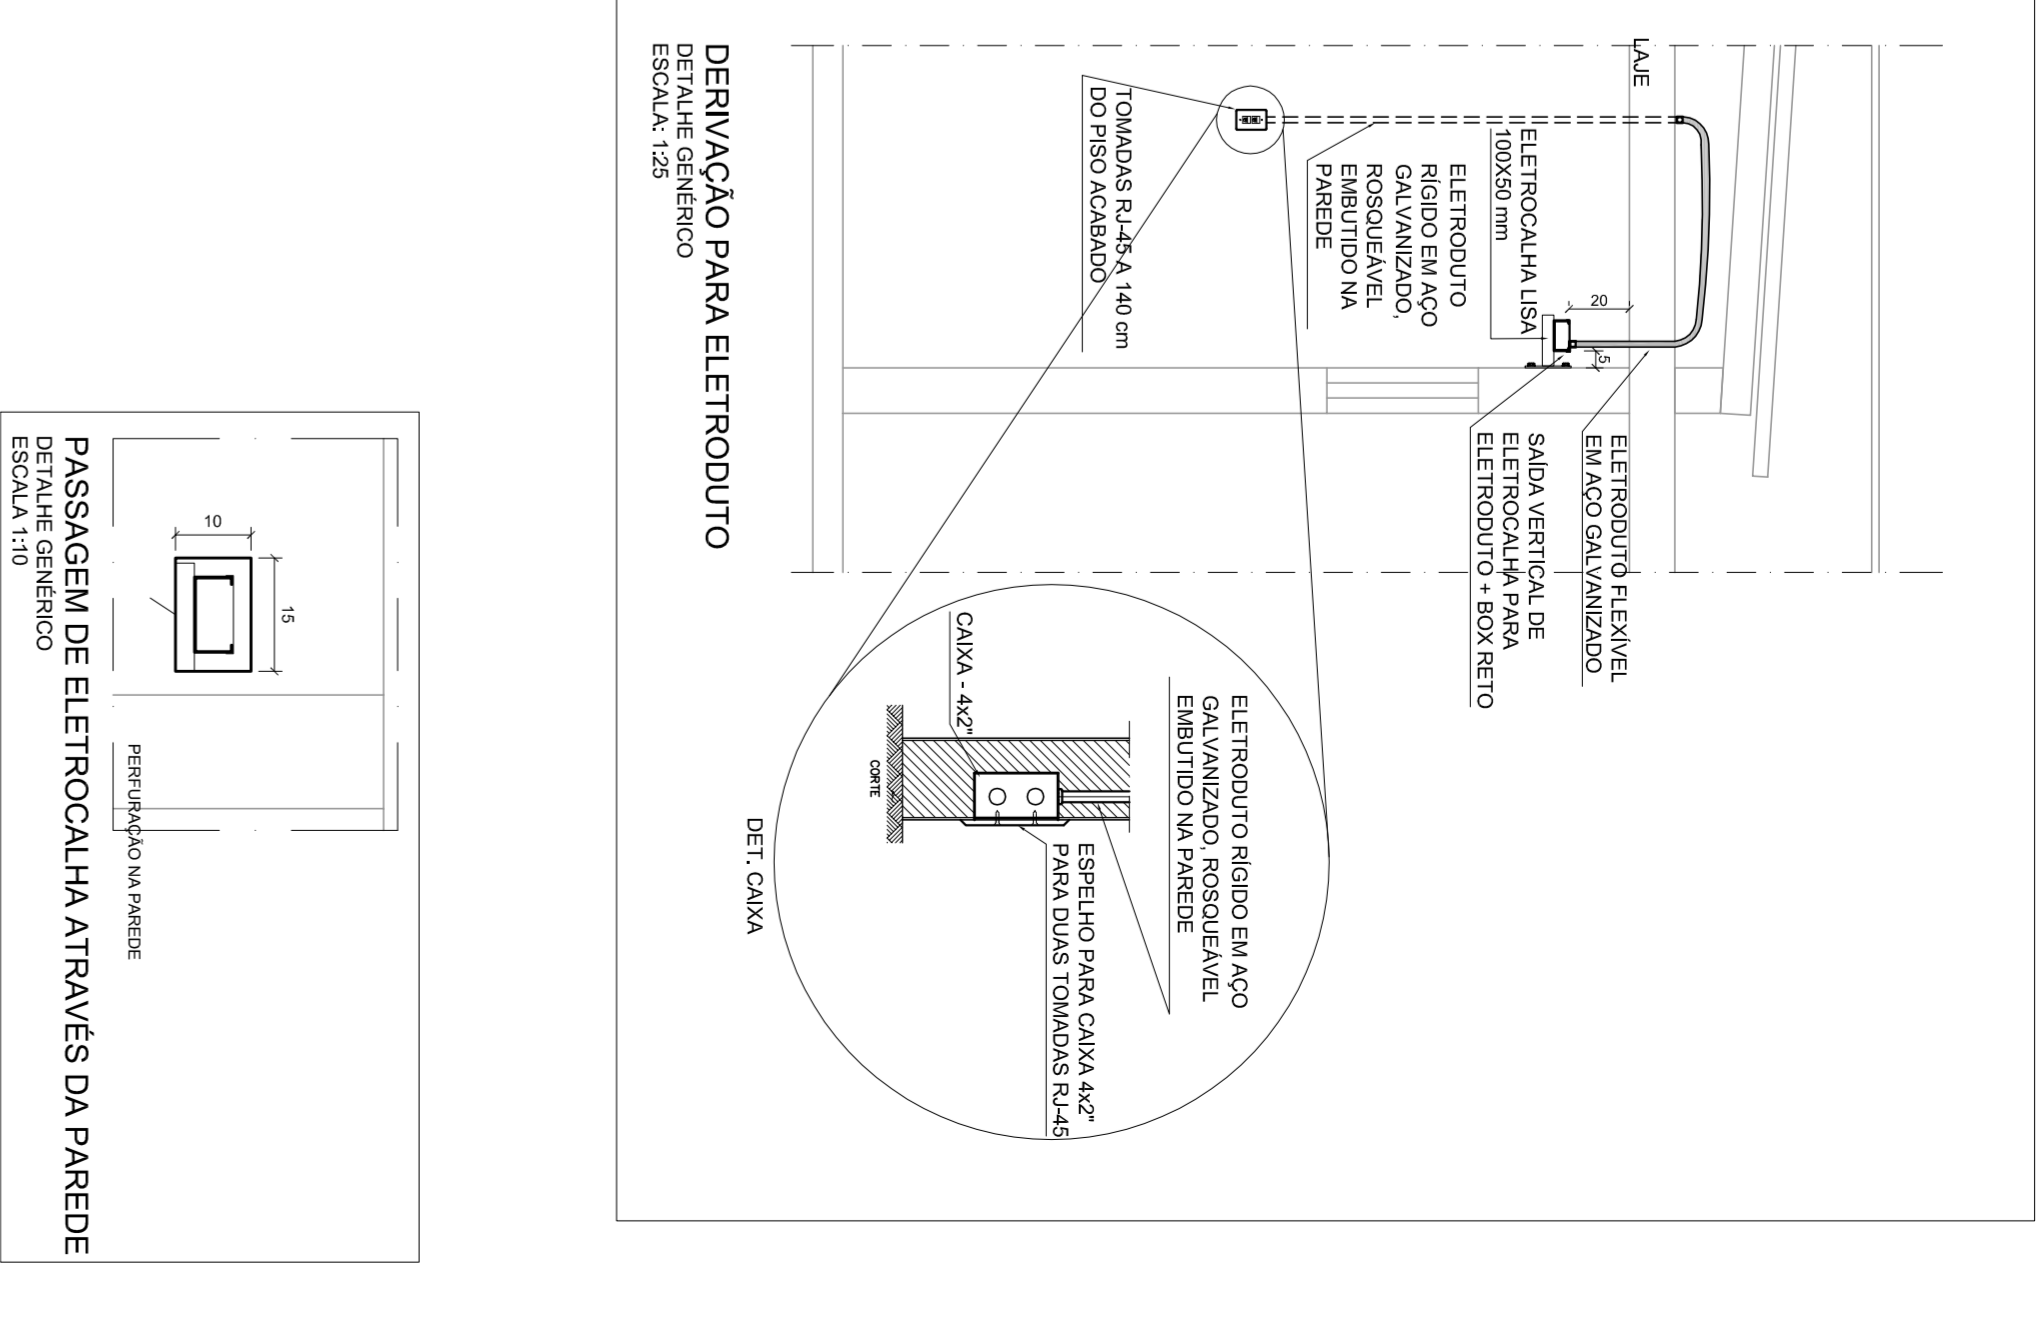 LAJE
ELETROCALHA LISA
100X50 mm
ELETRODUTO
RÍGIDO EM AÇO
GALVANIZADO,
ROSQUEÁVEL
EMBUTIDO NA
PAREDE
TOMADAS RJ-45 A 140 cm
DO PISO ACABADO
20
5
ELETRODUTO FLEXÍVEL
EM AÇO GALVANIZADO
SAÍDA VERTICAL DE
ELETROCALHA PARA
ELETRODUTO + BOX RETO
ELETRODUTO RÍGIDO EM AÇO
GALVANIZADO, ROSQUEÁVEL
EMBUTIDO NA PAREDE
CAIXA - 4x2"
ESPELHO PARA CAIXA 4x2"
PARA DUAS TOMADAS RJ-45
CORTE
DET. CAIXA
DERIVAÇÃO PARA ELETRODUTO
DETALHE GENÉRICO
ESCALA: 1:25
15
10
PERFURAÇÃO NA PAREDE
PASSAGEM DE ELETROCALHA ATRAVÉS DA PAREDE
DETALHE GENÉRICO
ESCALA 1:10